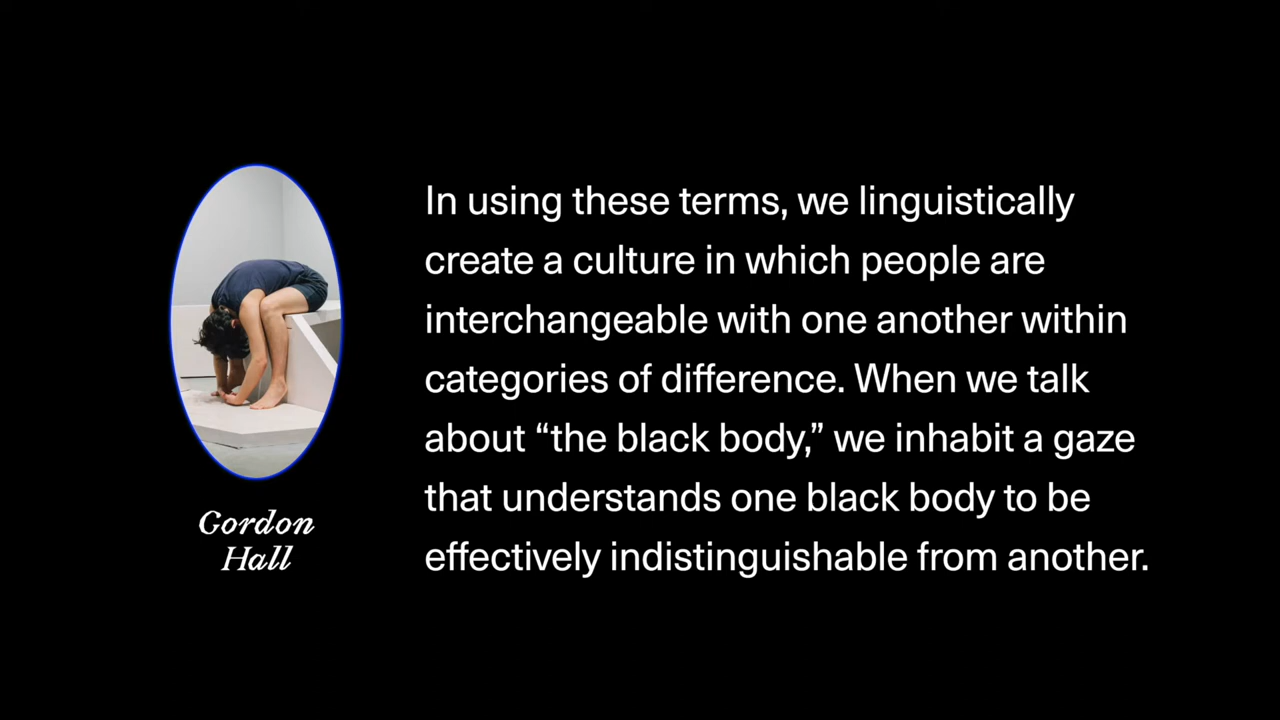 In using these terms, we linguistically
create a culture in which people are
interchangeable with one another within
categories of difference. When we talk
about “the black body,” we inhabit a gaze
that understands one black body to be
effectively indistinguishable from another.
Gordon
Hall